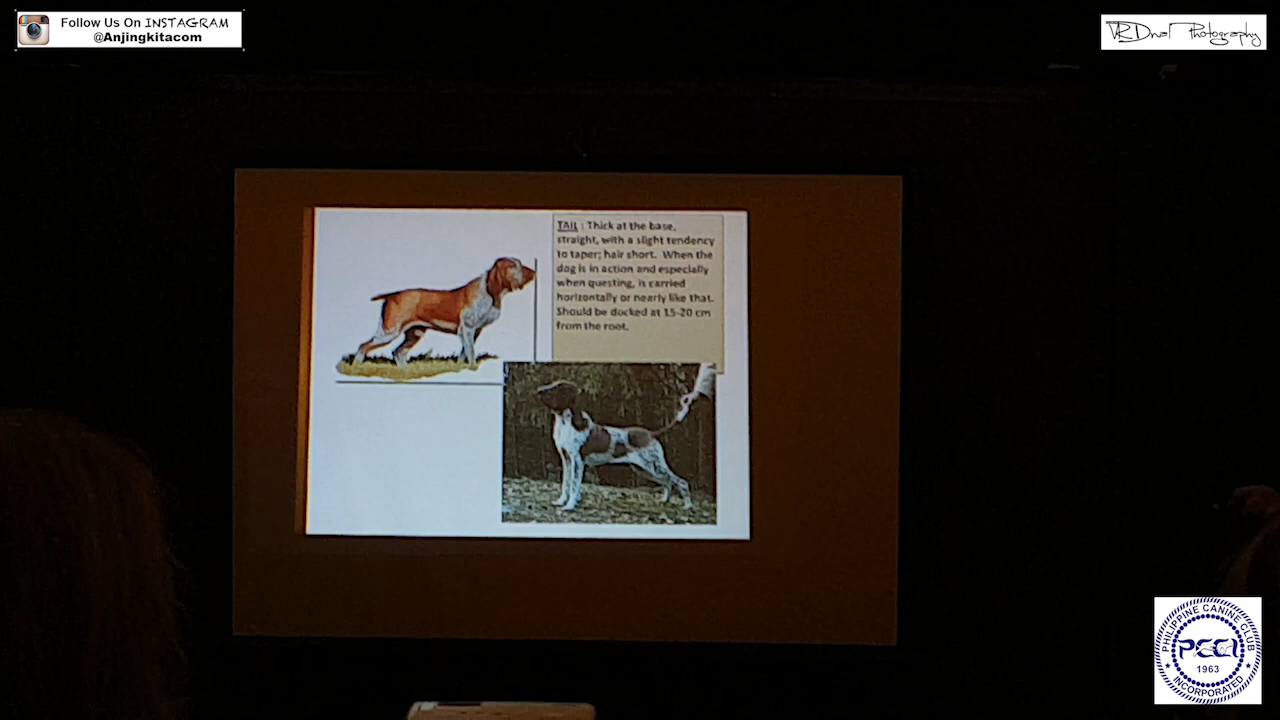 Follow Us On INSTAGRAM
@Anjingkitacom
VRDnal Photography
TAIL : Thick at the base,
straight, with a slight tendency
to taper; hair short. When the
dog is in action and especially
when questing, is carried
horizontally or nearly like that.
Should be docked at 15-20 cm
from the root.
PHILIPPINE CANINE CLUB
PCCI
1963
INCORPORATED